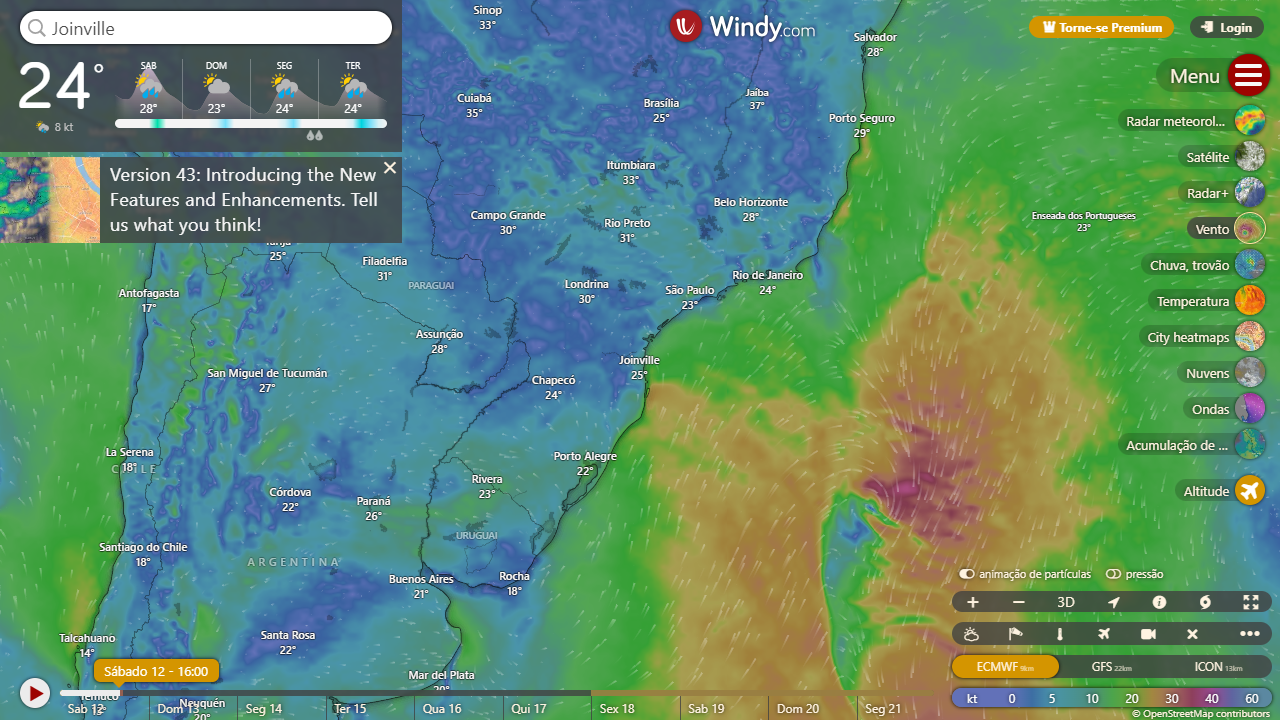 Joinville
24°
8 kt
SAB
DOM
SEG
TER
28°
23°
24°
24°
Version 43: Introducing the New
Features and Enhancements. Tell
us what you think!
Windy.com
Torne-se Premium
Login
Menu
Radar meteorol...
Satélite
Radar+
Vento
Chuva, trovão
Temperatura
City heatmaps
Nuvens
Ondas
Acumulação de ...
Altitude
Sinop
33°
Salvador
28°
Cuiabá
35°
Brasília
25°
Jaíba
37°
Porto Seguro
29°
Itumbiara
33°
Campo Grande
30°
Rio Preto
31°
Belo Horizonte
28°
Enseada dos Portugueses
23°
25°
Filadelfia
31°
PARAGUAI
Antofagasta
17°
Londrina
30°
São Paulo
23°
Rio de Janeiro
24°
Assunção
28°
San Miguel de Tucumán
27°
Joinville
25°
Chapecó
24°
La Serena
18°
CHILE
Porto Alegre
22°
Rivera
23°
Córdova
22°
Paraná
26°
URUGUAI
Santiago do Chile
18°
ARGENTINA
Buenos Aires
21°
Rocha
18°
Talcahuano
14°
Santa Rosa
22°
Mar del Plata
20°
Temuco
12°
Neuquén
20°
animação de partículas
pressão
3D
ECMWF 9km
GFS 22km
ICON 13km
kt 0 5 10 20 30 40 60
© OpenStreetMap contributors
Sábado 12 - 16:00
Sab 12
Dom 13
Seg 14
Ter 15
Qua 16
Qui 17
Sex 18
Sab 19
Dom 20
Seg 21